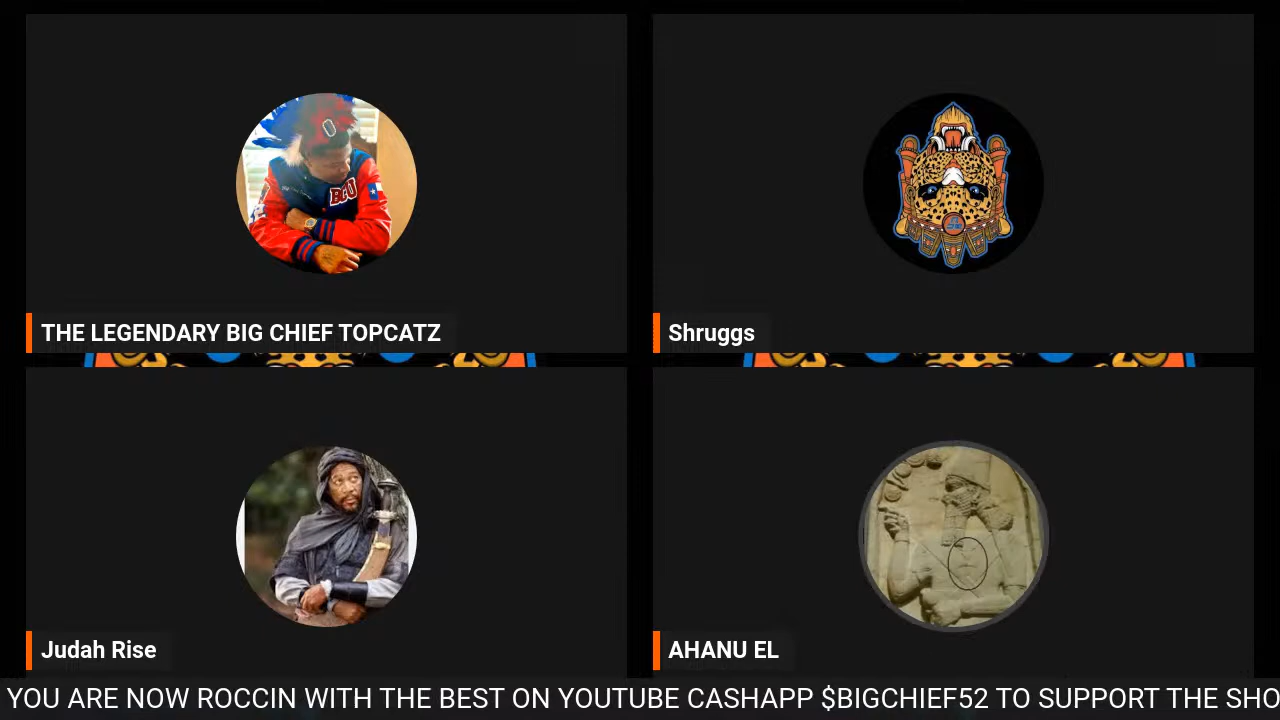 BCU
THE LEGENDARY BIG CHIEF TOPCATZ
Shruggs
Judah Rise
AHANU EL
YOU ARE NOW ROCCIN WITH THE BEST ON YOUTUBE CASHAPP $BIGCHIEF52 TO SUPPORT THE SHO